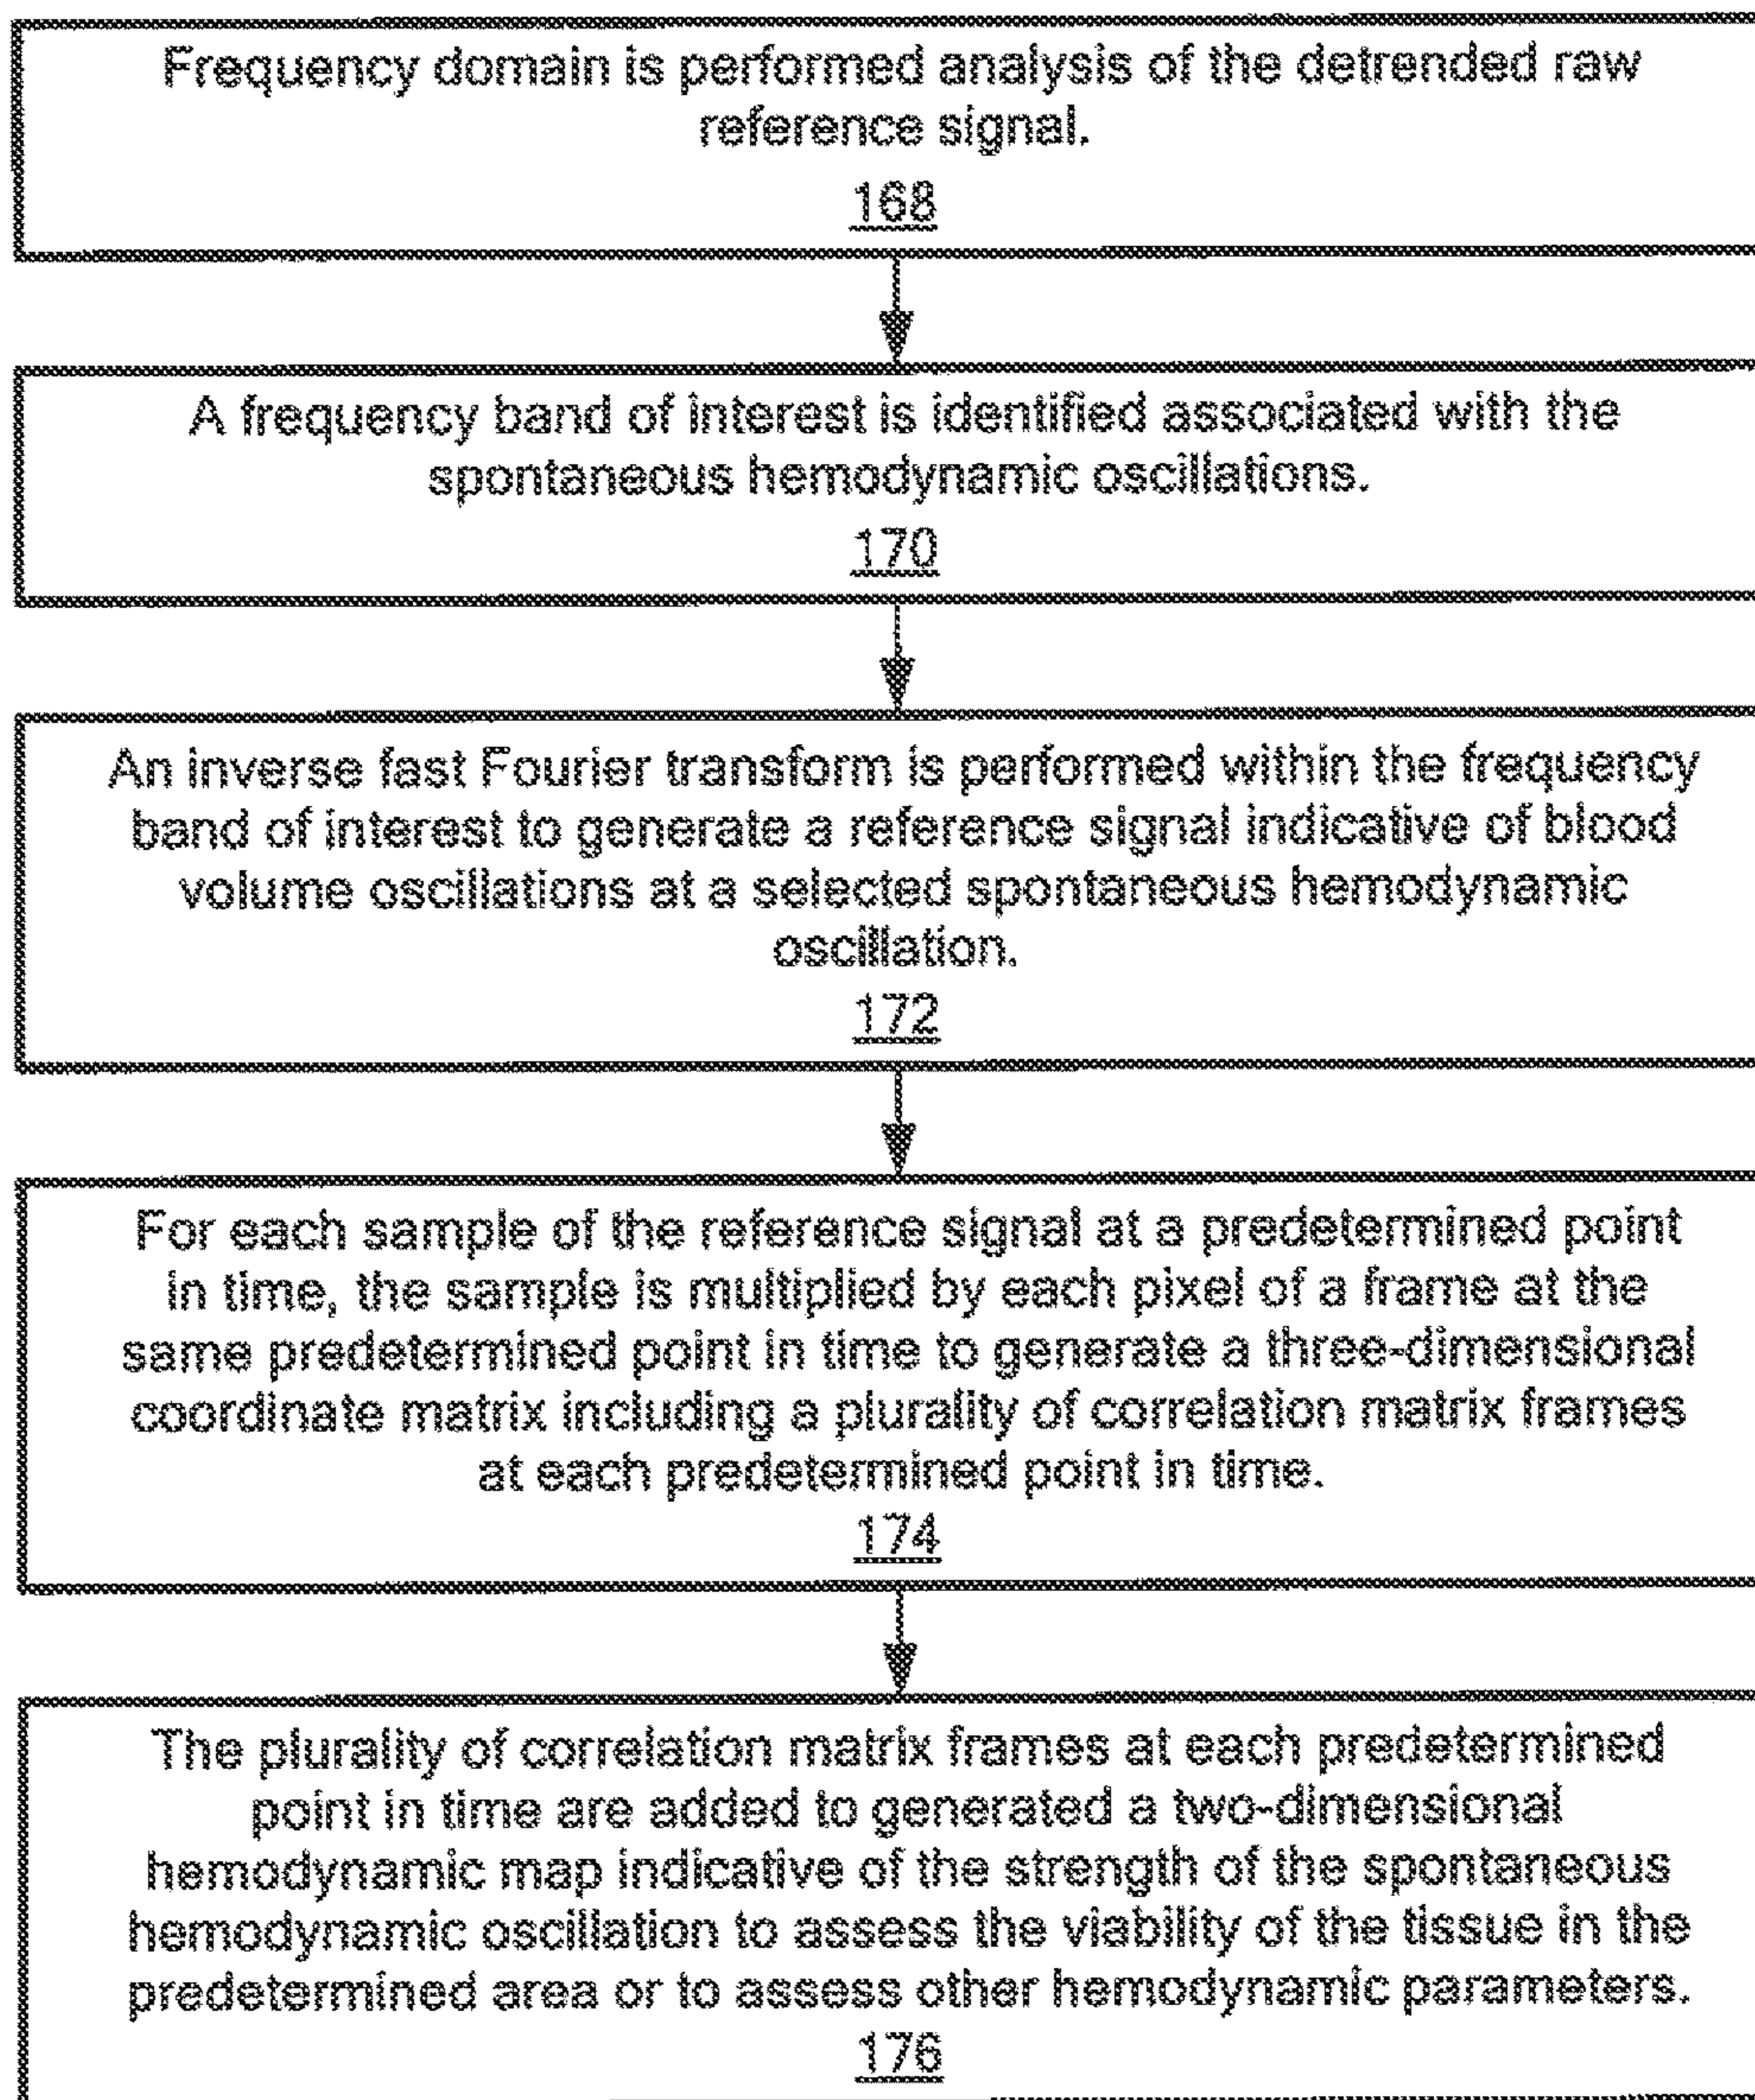 Frequency domain is performed analysis of the detrended raw
reference signal.
168
A frequency band of interest is identified associated with the
spontaneous hemodynamic oscillations.
170
An inverse fast Fourier transform is performed within the frequency
band of interest to generate a reference signal indicative of blood
volume oscillations at a selected spontaneous hemodynamic
oscillation.
172
For each sample of the reference signal at a predetermined point
in time, the sample is multiplied by each pixel of a frame at the
same predetermined point in time to generate a three-dimensional
coordinate matrix including a plurality of correlation matrix frames
at each predetermined point in time.
174
The plurality of correlation matrix frames at each predetermined
point in time are added to generated a two-dimensional
hemodynamic map indicative of the strength of the spontaneous
hemodynamic oscillation to assess the viability of the tissue in the
predetermined area or to assess other hemodynamic parameters.
176